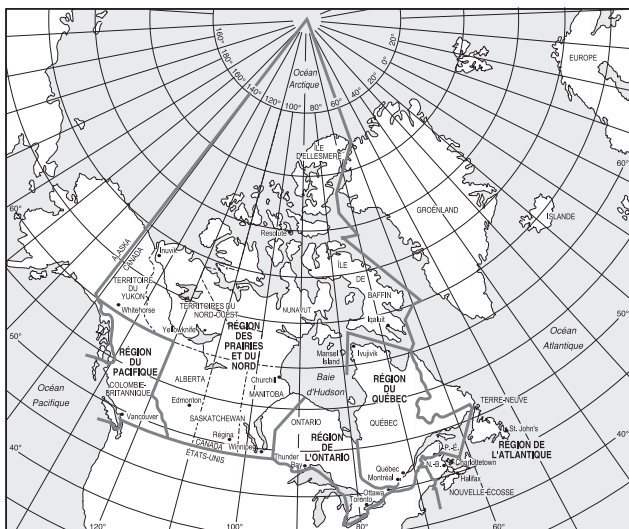 160°
180°
160°
140°
120°
100°
80°
60°
40°
20°
0°
20°
Océan
Arctique
EUROPE
ÎLE
D'ELLESMERE
GROËNLAND
ISLANDE
60°
60°
ALASKA
CANADA
Inuvik
Resolute
ÎLE
DE
BAFFIN
TERRITOIRE
DU
YUKON
Whitehorse
TERRITOIRES DU
NORD-OUEST
Yellowknife
NUNAVUT
Iqaluit
50°
50°
RÉGION
DES
PRAIRIES
ET DU
NORD
Mansel
Island
Ivujivik
Océan
Atlantique
RÉGION
DU
PACIFIQUE
COLOMBIE-
BRITANNIQUE
ALBERTA
Edmonton
Churchill
MANITOBA
Baie
d'Hudson
RÉGION
DU
QUÉBEC
Océan
Pacifique
Vancouver
SASKATCHEWAN
Régina
Winnipeg
ONTARIO
QUÉBEC
TERRE-NEUVE
St. John's
RÉGION DE
L'ATLANTIQUE
CANADA
ÉTATS-UNIS
Thunder
Bay
RÉGION
DE
L'ONTARIO
Québec
Montréal
Ottawa
Toronto
N.-B.
Î.P.-É.
Charlottetown
Halifax
NOUVELLE-ÉCOSSE
40°
40°
120°
100°
80°
60°